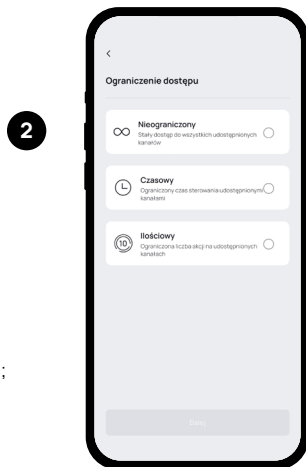 2
<
Ograniczenie dostępu
Nieograniczony
Stały dostęp do wszystkich udostępnionych
kanałów
Czasowy
Ograniczony czas sterowania udostępnionymi
kanałami
10
Ilościowy
Ograniczona liczba akcji na udostępnionych
kanałach
;
Dalej